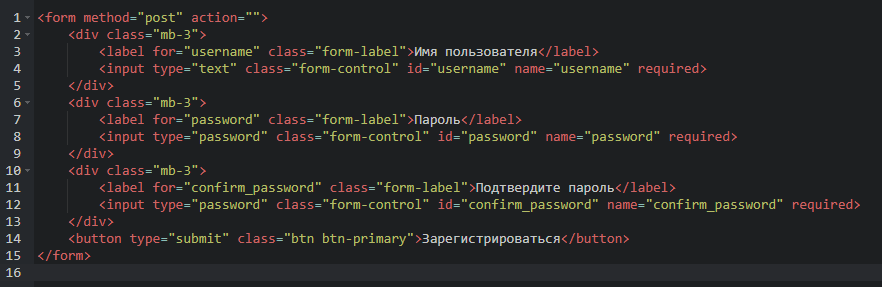 1 <form method="post" action="">
2     <div class="mb-3">
3         <label for="username" class="form-label">Имя пользователя</label>
4         <input type="text" class="form-control" id="username" name="username" required>
5     </div>
6     <div class="mb-3">
7         <label for="password" class="form-label">Пароль</label>
8         <input type="password" class="form-control" id="password" name="password" required>
9     </div>
10     <div class="mb-3">
11         <label for="confirm_password" class="form-label">Подтвердите пароль</label>
12         <input type="password" class="form-control" id="confirm_password" name="confirm_password" required>
13     </div>
14     <button type="submit" class="btn btn-primary">Зарегистрироваться</button>
15 </form>
16